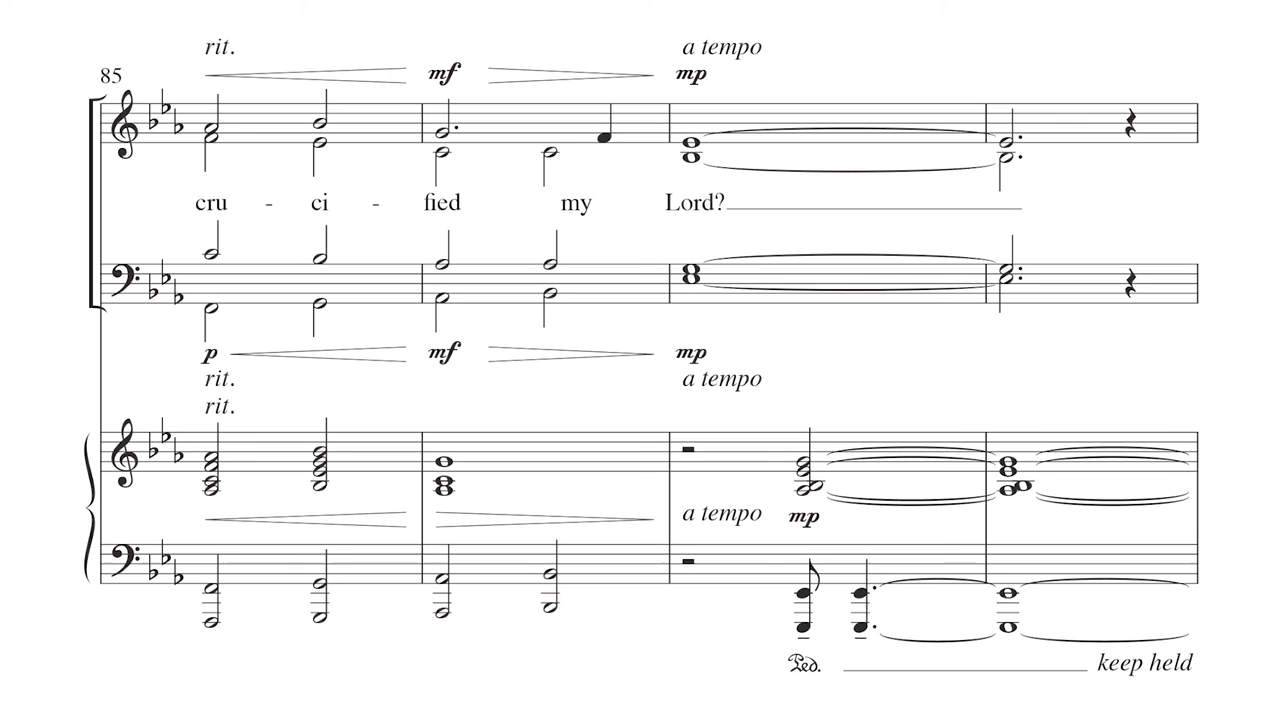 rit. a tempo
85 mf mp
cru - ci - fied my Lord?
p mf mp
rit. a tempo
rit.
a tempo mp
Ped. keep held